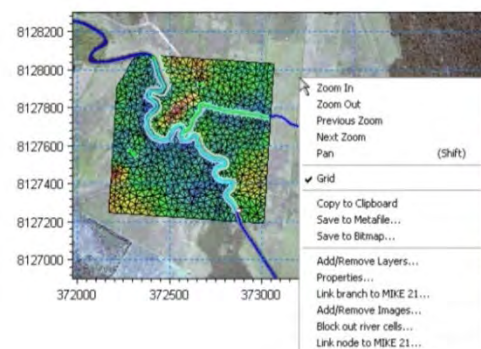 8128200
8128000
8127800
8127600
8127400
8127200
8127000
372000
372500
373000
Zoom In
Zoom Out
Previous Zoom
Next Zoom
Pan (Shift)
Grid
Copy to Clipboard
Save to Metafile...
Save to Bitmap...
Add/Remove Layers...
Properties...
Link branch to MIKE 21...
Add/Remove Images...
Block out river cells...
Link node to MIKE 21...